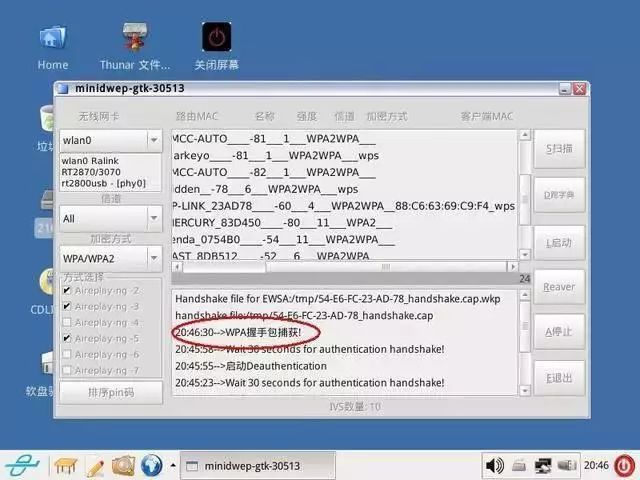 Home
Thunar 文件...
关闭屏幕
minidwep-gtk-30513
无线网卡
路由MAC 名称 强度 信道 加密方式 客户端MAC
wlan0
wlan0 Ralink
RT2870/3070
rt2800usb - [phy0]
信道
All
加密方式
WPA/WPA2
方式选择
Aireplay-ng -2
Aireplay-ng -3
Aireplay-ng -4
Aireplay-ng -5
Aireplay-ng -6
Aireplay-ng -7
排序pin码
MCC-AUTO____-81___1___WPA2WPA___
arkeyo____-81___1___WPA2WPA___wps
MCC-AUTO____-82___1___WPA2WPA___
idden__-78___6___WPA2WPA___
P-LINK_23AD78____-60____4___WPA2WPA__88:C6:63:69:C9:F4_wps
MERCURY_83D450____-80___11___WPA2___
enda_0754B0____-54___11___WPA2WPA___
AST_8DB512____-52___6___WPA2WPA___
24
Handshake file for EWSA:/tmp/54-E6-FC-23-AD-78_handshake.cap.wkp
handshake file:/tmp/54-E6-FC-23-AD-78_handshake.cap
20:46:30-->WPA握手包捕获!
20:45:58-->Wait 30 seconds for authentication handshake!
20:45:55-->启动Deauthentication
20:45:23-->Wait 30 seconds for authentication handshake!
IVS数量: 10
S扫描
D跑字典
L启动
Reaver
A停止
E退出
垃
CDLI
软盘驱
minidwep-gtk-30513
20:46